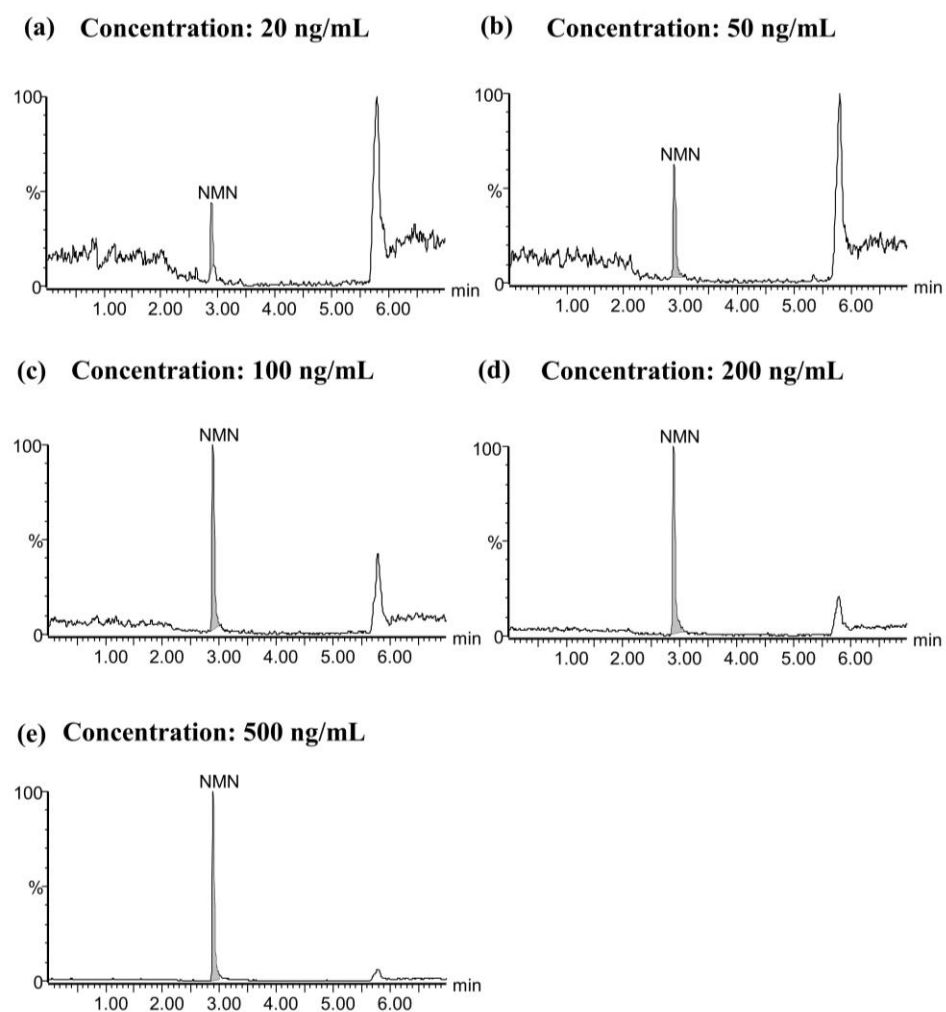 (a) Concentration: 20 ng/mL
100
NMN
%
0
min
1.00 2.00 3.00 4.00 5.00 6.00
(b) Concentration: 50 ng/mL
100
NMN
%
0
min
1.00 2.00 3.00 4.00 5.00 6.00
(c) Concentration: 100 ng/mL
NMN
100
%
0
min
1.00 2.00 3.00 4.00 5.00 6.00
(d) Concentration: 200 ng/mL
NMN
100
%
0
min
1.00 2.00 3.00 4.00 5.00 6.00
(e) Concentration: 500 ng/mL
NMN
100
%
0
min
1.00 2.00 3.00 4.00 5.00 6.00